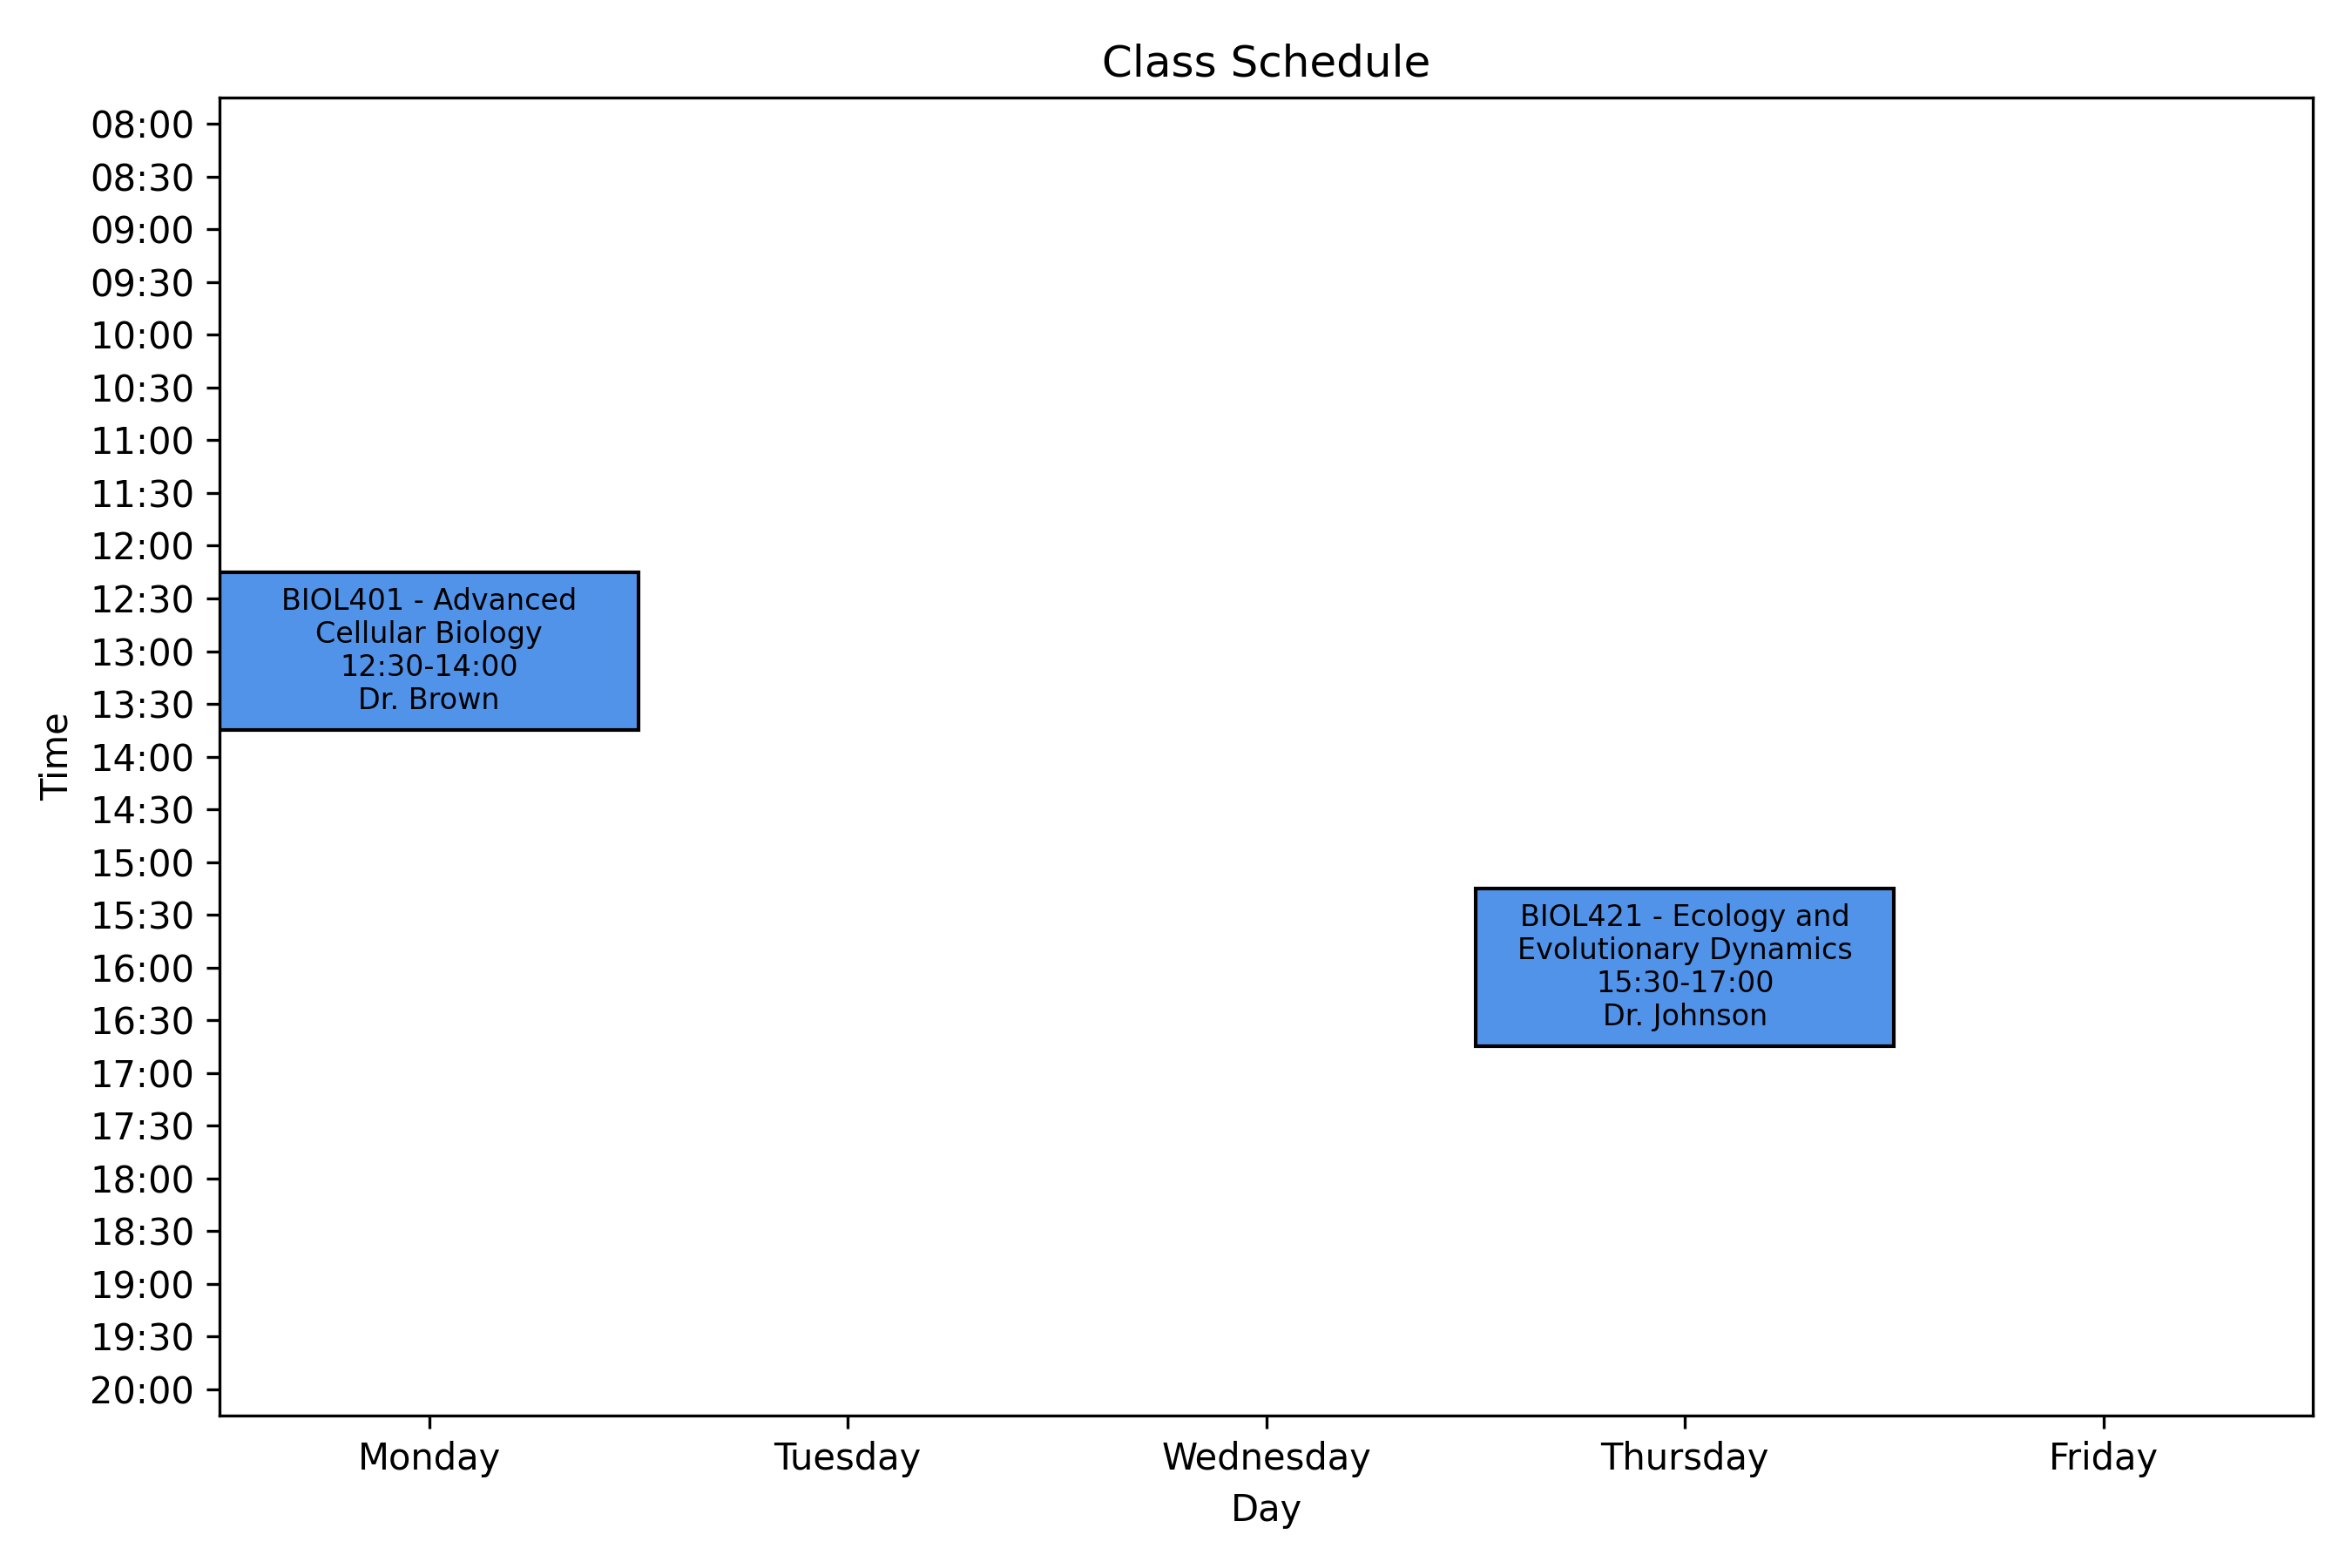 Class Schedule
Time
08:00
08:30
09:00
09:30
10:00
10:30
11:00
11:30
12:00
12:30
13:00
13:30
14:00
14:30
15:00
15:30
16:00
16:30
17:00
17:30
18:00
18:30
19:00
19:30
20:00
BIOL401 - Advanced
Cellular Biology
12:30-14:00
Dr. Brown
BIOL421 - Ecology and
Evolutionary Dynamics
15:30-17:00
Dr. Johnson
Monday Tuesday Wednesday Thursday Friday
Day